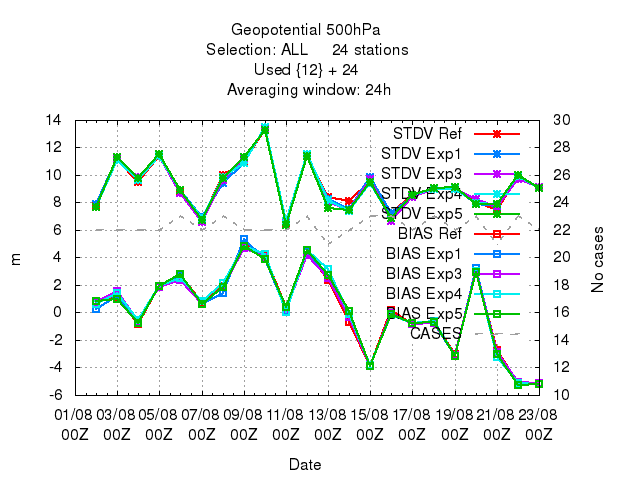 Geopotential 500hPa
Selection: ALL 24 stations
Used {12} + 24
Averaging window: 24h
14 30
12 28
10 26
8 24
6 22
4 20
2 18
0 16
-2 14
-4 12
-6 10
m
No cases
STDV Ref
STDV Exp1
STDV Exp3
STDV Exp4
STDV Exp5
BIAS Ref
BIAS Exp1
BIAS Exp3
BIAS Exp4
BIAS Exp5
CASES
01/08 03/08 05/08 07/08 09/08 11/08 13/08 15/08 17/08 19/08 21/08 23/08
00Z 00Z 00Z 00Z 00Z 00Z 00Z 00Z 00Z 00Z 00Z 00Z
Date